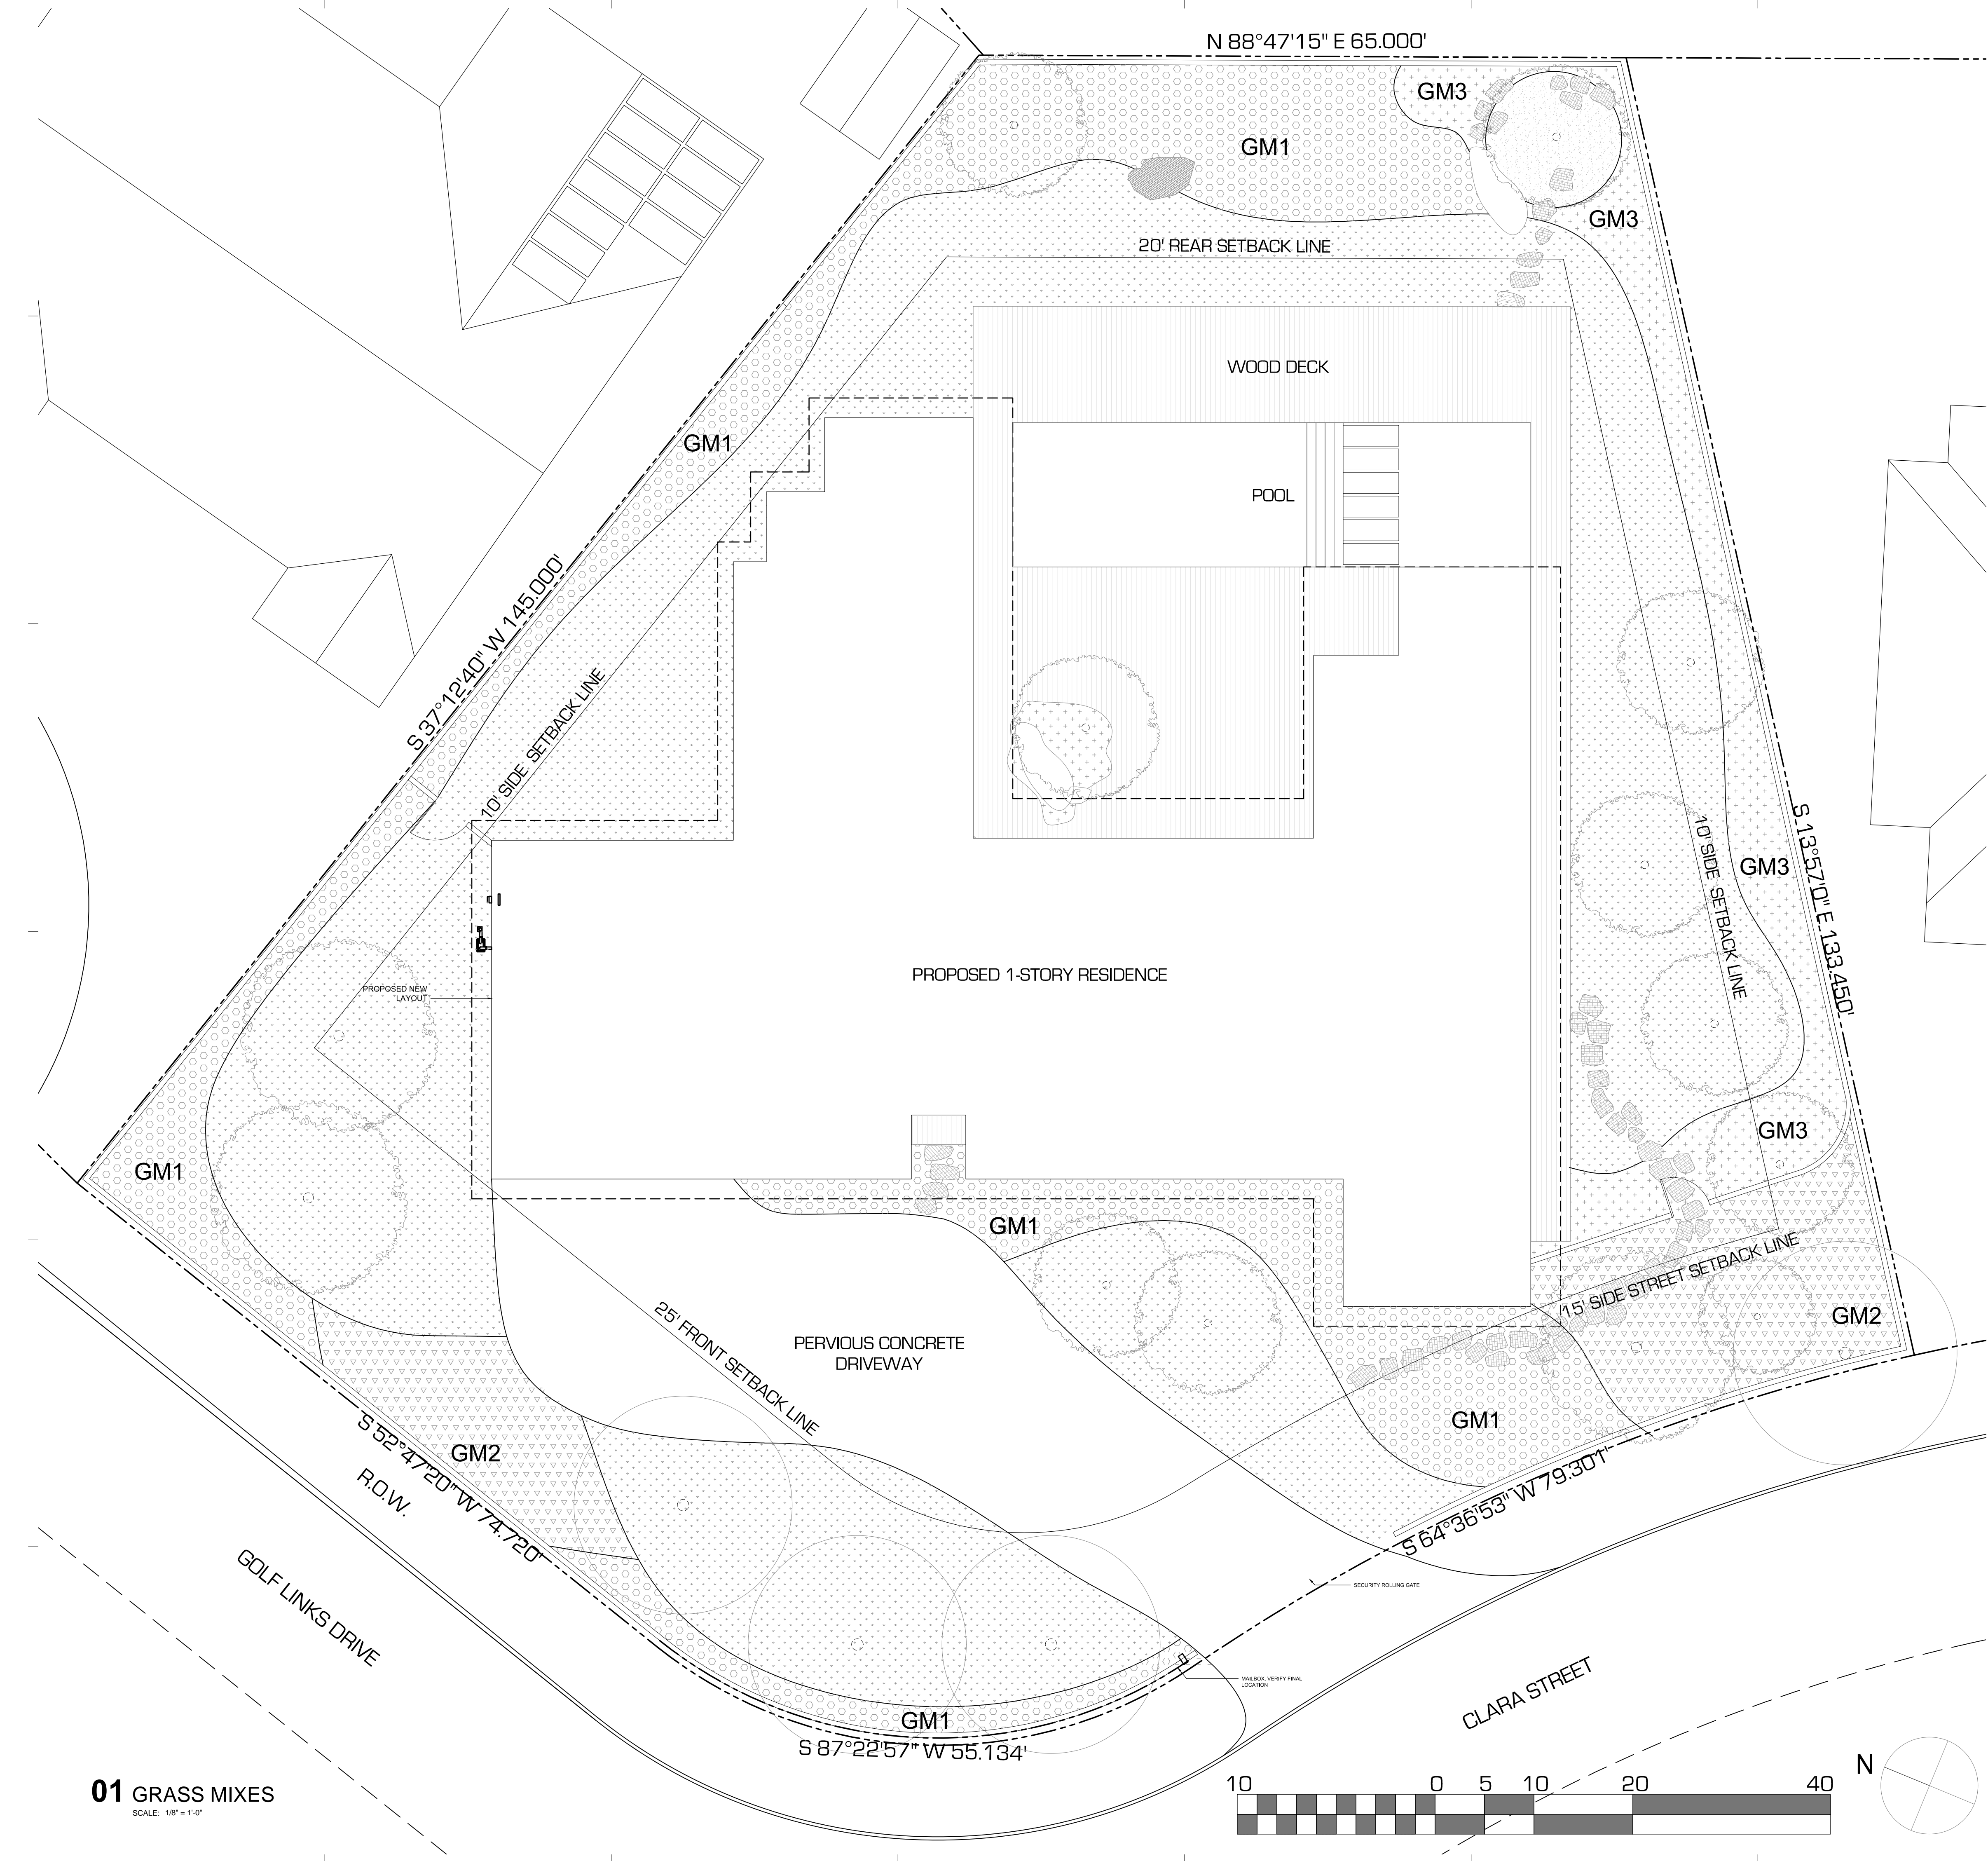 N 88°47'15" E 65.000'
GM3
GM1
GM3
20' REAR SETBACK LINE
WOOD DECK
GM1
POOL
S 37°12'40" W 145.000'
10' SIDE SETBACK LINE
GM3
10' SIDE SETBACK LINE
S 13°57'0" E 133.450'
PROPOSED 1-STORY RESIDENCE
PROPOSED NEW
LAYOUT
GM3
GM1
GM1
15' SIDE STREET SETBACK LINE
GM2
25' FRONT SETBACK LINE
PERVIOUS CONCRETE
DRIVEWAY
GM1
GM2
S 52°47'20" W 74.720'
R.O.W.
S 64°36'53" W 79.301'
GOLF LINKS DRIVE
SECURITY ROLLING GATE
MAILBOX, VERIFY FINAL
LOCATION
CLARA STREET
GM1
S 87°22'57" W 55.134'
01 GRASS MIXES
SCALE: 1/8" = 1'-0"
10 0 5 10 20 40
N